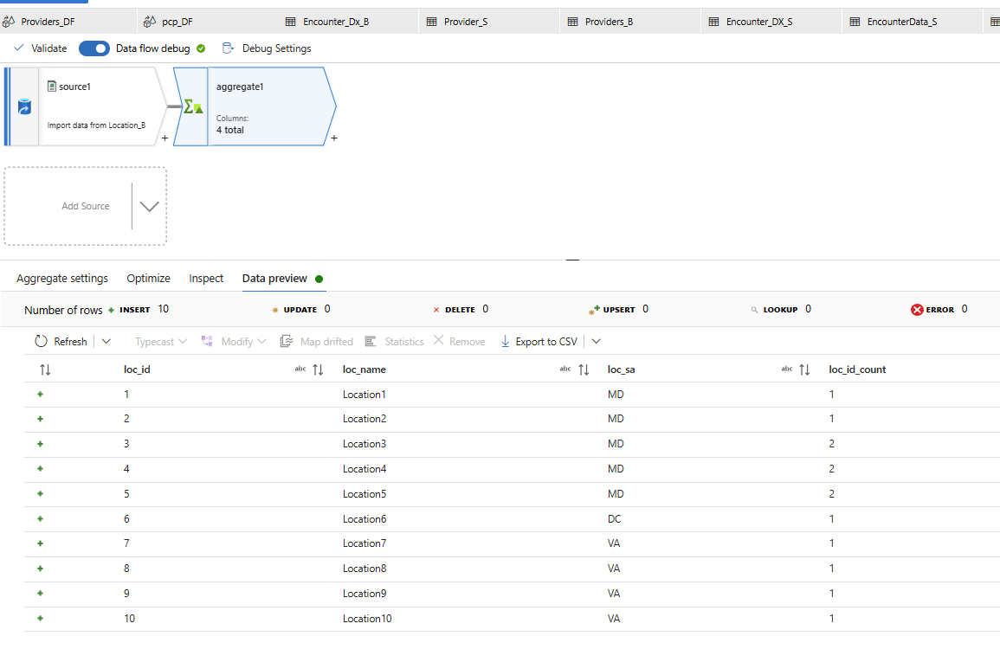 Providers_DF pcp_DF Encounter_Dx_B Provider_S Providers_B Encounter_DX_S EncounterData_S
Validate Data flow debug Debug Settings
source1
Import data from Location_B
+
aggregate1
Columns:
4 total
+
Add Source
Aggregate settings Optimize Inspect Data preview
Number of rows + INSERT 10 UPDATE 0 DELETE 0 UPSERT 0 LOOKUP 0 ERROR 0
Refresh Typecast Modify Map drifted Statistics Remove Export to CSV
loc_id abc loc_name abc loc_sa abc loc_id_count
+ 1 Location1 MD 1
+ 2 Location2 MD 1
+ 3 Location3 MD 2
+ 4 Location4 MD 2
+ 5 Location5 MD 2
+ 6 Location6 DC 1
+ 7 Location7 VA 1
+ 8 Location8 VA 1
+ 9 Location9 VA 1
+ 10 Location10 VA 1